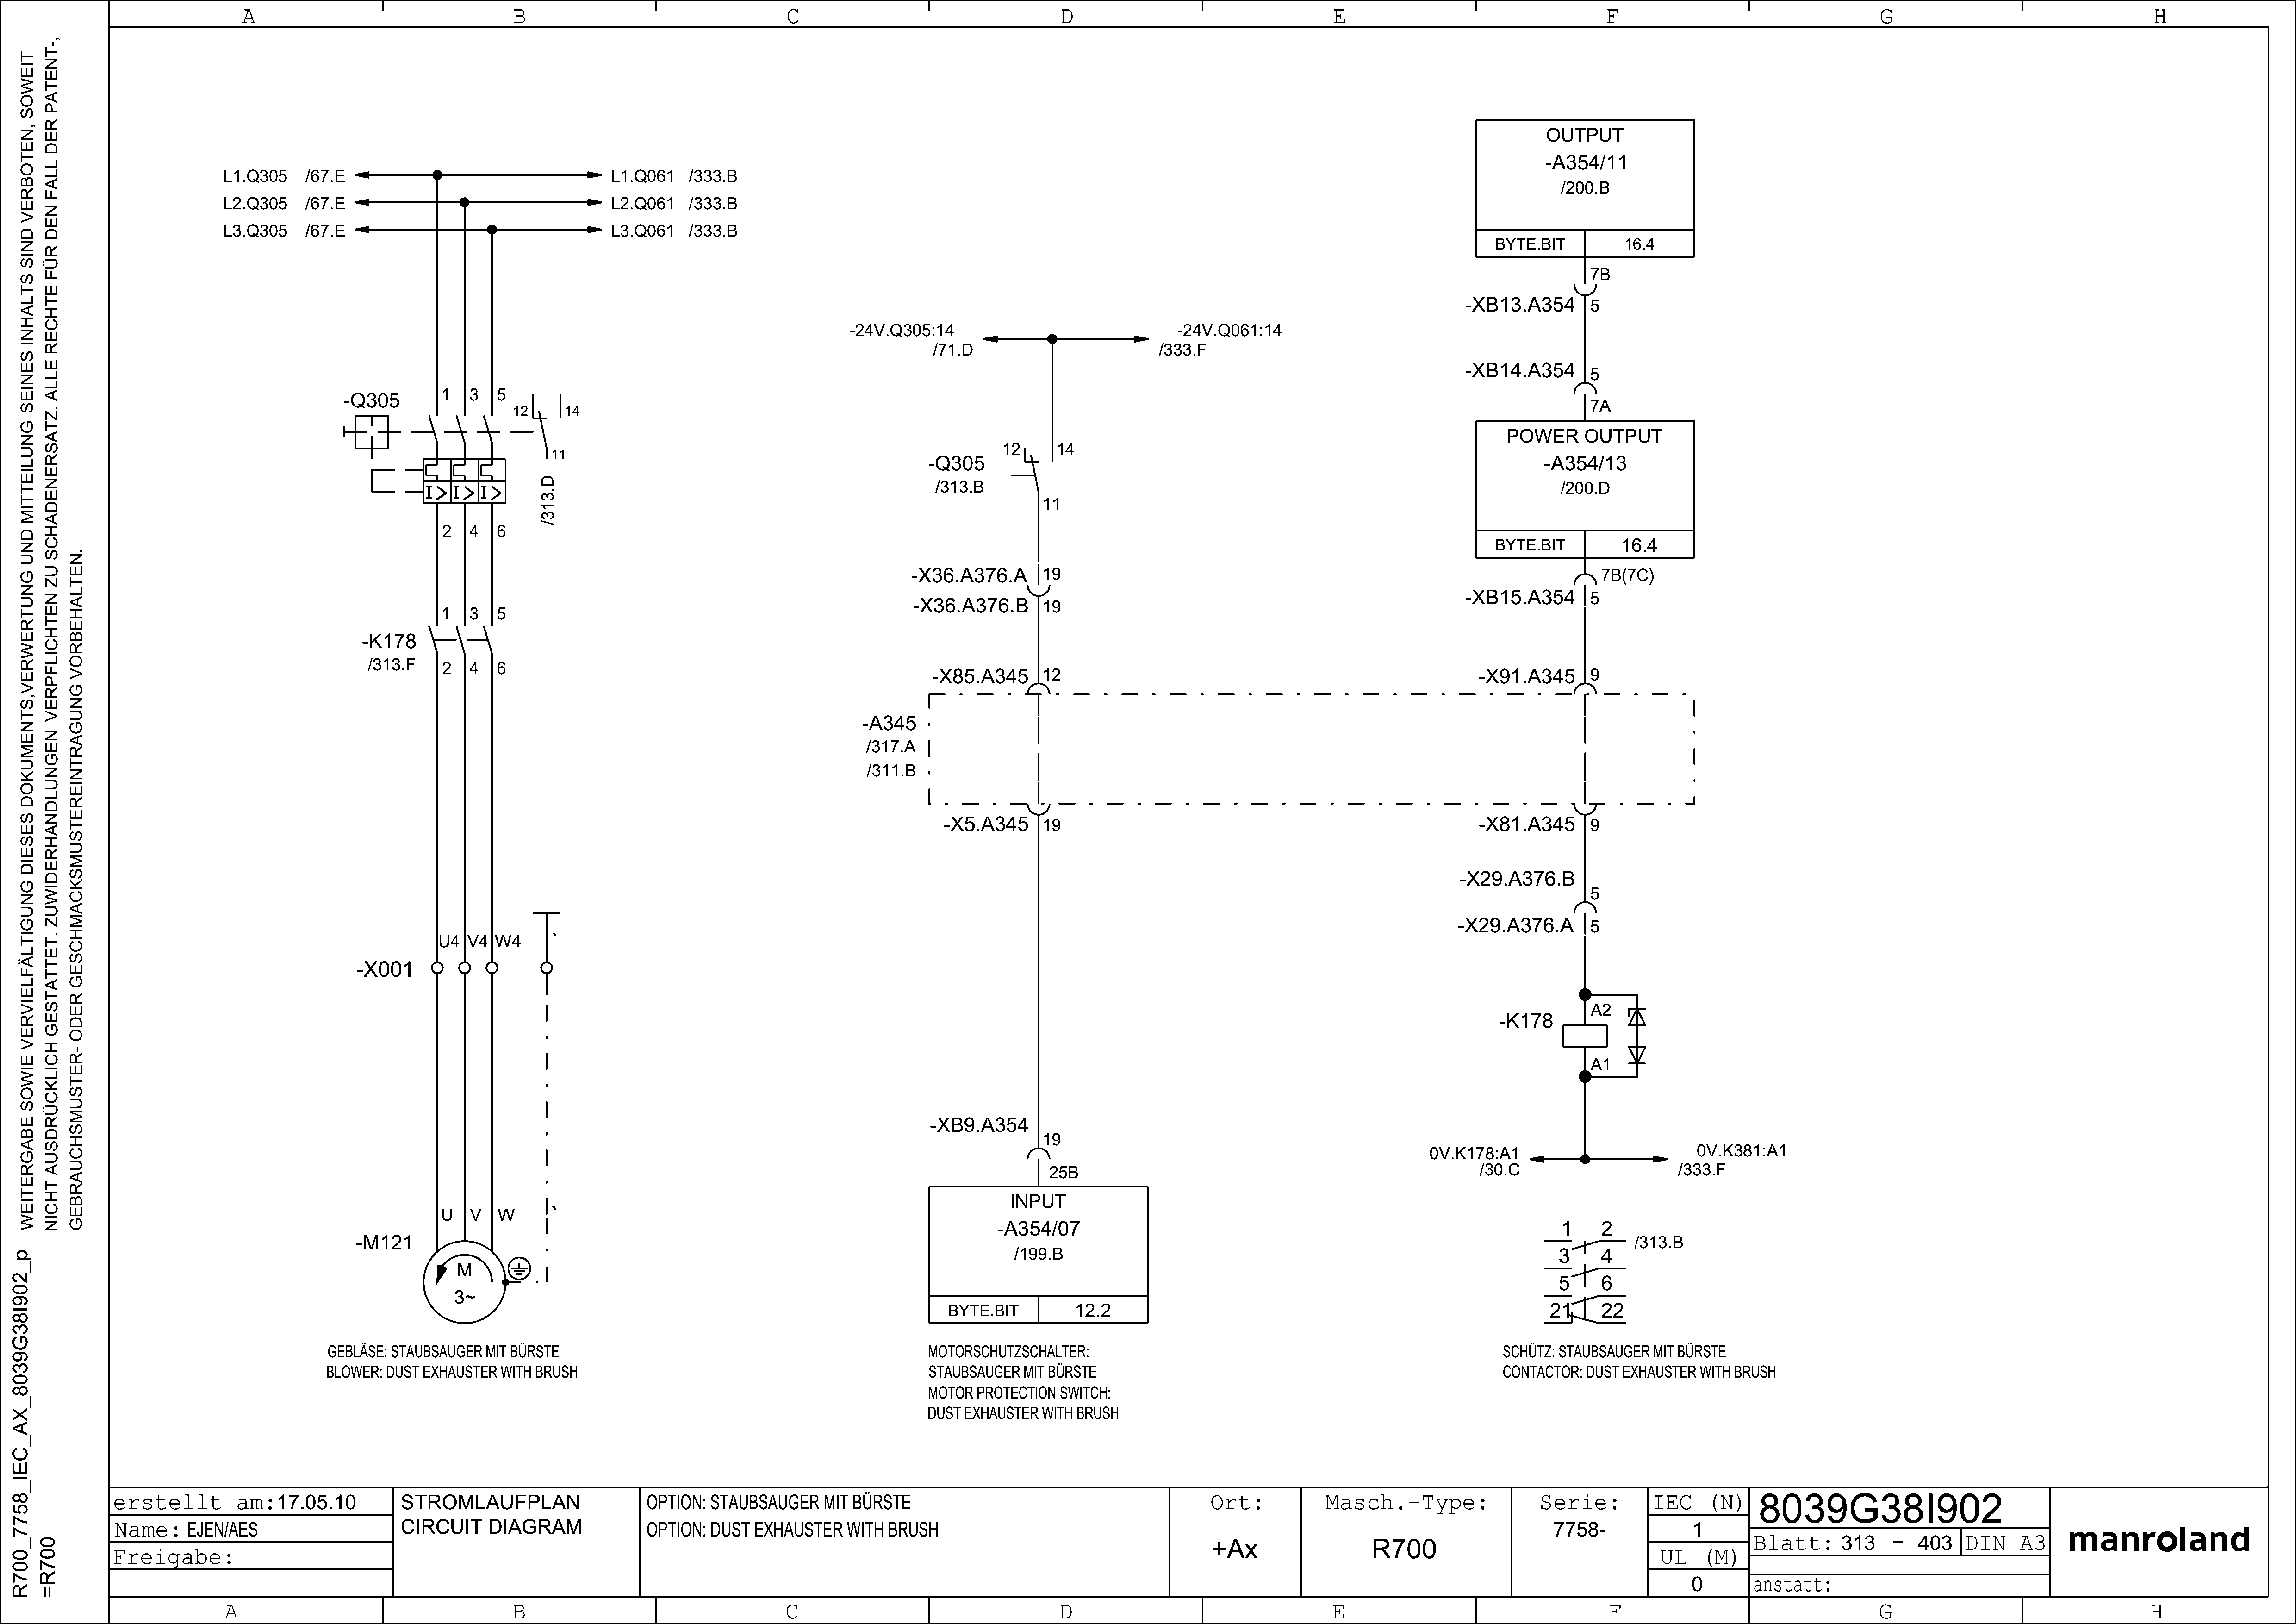 A B C D E F G H
WEITERGABE SOWIE VERVIELFÄLTIGUNG DIESES DOKUMENTS,VERWERTUNG UND MITTEILUNG SEINES INHALTS SIND VERBOTEN, SOWEIT
NICHT AUSDRÜCKLICH GESTATTET. ZUWIDERHANDLUNGEN VERPFLICHTEN ZU SCHADENERSATZ. ALLE RECHTE FÜR DEN FALL DER PATENT-,
GEBRAUCHSMUSTER- ODER GESCHMACKSMUSTEREINTRAGUNG VORBEHALTEN.
R700_7758_IEC_AX_8039G38I902_p
=R700
L1.Q305 /67.E L1.Q061 /333.B
L2.Q305 /67.E L2.Q061 /333.B
L3.Q305 /67.E L3.Q061 /333.B
-Q305
1 3 5
12 14
11
/313.D
I> I> I>
2 4 6
1 3 5
-K178
/313.F
2 4 6
U4 V4 W4
-X001
U V W
-M121
M
3~
GEBLÄSE: STAUBSAUGER MIT BÜRSTE
BLOWER: DUST EXHAUSTER WITH BRUSH
-24V.Q305:14
/71.D
-24V.Q061:14
/333.F
12 14
-Q305
/313.B
11
-X36.A376.A 19
-X36.A376.B 19
-X85.A345 12
-A345
/317.A
/311.B
-X5.A345 19
-XB9.A354
19
25B
INPUT
-A354/07
/199.B
BYTE.BIT 12.2
MOTORSCHUTZSCHALTER:
STAUBSAUGER MIT BÜRSTE
MOTOR PROTECTION SWITCH:
DUST EXHAUSTER WITH BRUSH
OUTPUT
-A354/11
/200.B
BYTE.BIT 16.4
7B
-XB13.A354 5
-XB14.A354 5
7A
POWER OUTPUT
-A354/13
/200.D
BYTE.BIT 16.4
7B(7C)
-XB15.A354 5
-X91.A345 9
-X81.A345 9
-X29.A376.B
5
-X29.A376.A 5
A2
-K178
A1
0V.K178:A1
/30.C
0V.K381:A1
/333.F
1 2
/313.B
3 4
5 6
21 22
SCHÜTZ: STAUBSAUGER MIT BÜRSTE
CONTACTOR: DUST EXHAUSTER WITH BRUSH
erstellt am:17.05.10
Name: EJEN/AES
Freigabe:
STROMLAUFPLAN
CIRCUIT DIAGRAM
OPTION: STAUBSAUGER MIT BÜRSTE
OPTION: DUST EXHAUSTER WITH BRUSH
Ort:
+Ax
Masch.-Type:
R700
Serie:
7758-
IEC (N)
1
UL (M)
0
8039G38I902
Blatt: 313 - 403 DIN A3
anstatt:
manroland
A B C D E F G H